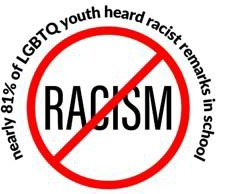 nearly 81% of LGBTQ youth heard racist remarks in school
RACISM